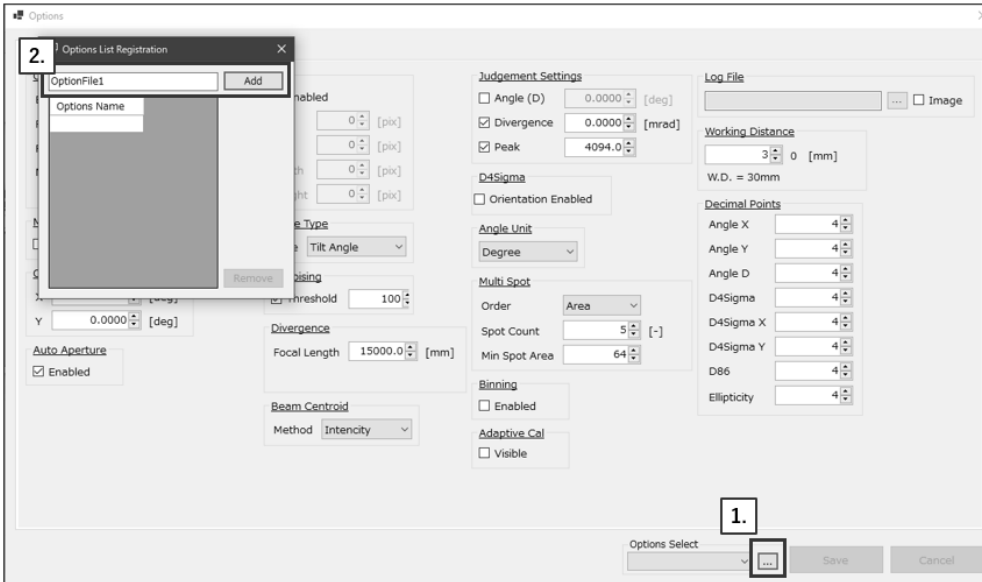 Options
2.
Options List Registration
OptionFile1
Add
Options Name
Remove
Enabled
0 [pix]
0 [pix]
0 [pix]
0 [pix]
Type
Tilt Angle
Threshold 100
X [deg]
Y 0.0000 [deg]
Auto Aperture
Enabled
Divergence
Focal Length 15000.0 [mm]
Beam Centroid
Method Intencity
Judgement Settings
Angle (D) 0.0000 [deg]
Divergence 0.0000 [mrad]
Peak 4094.0
D4Sigma
Orientation Enabled
Angle Unit
Degree
Multi Spot
Order Area
Spot Count 5 [-]
Min Spot Area 64
Binning
Enabled
Adaptive Cal
Visible
Log File
... Image
Working Distance
3 0 [mm]
W.D. = 30mm
Decimal Points
Angle X 4
Angle Y 4
Angle D 4
D4Sigma 4
D4Sigma X 4
D4Sigma Y 4
D86 4
Ellipticity 4
1.
Options Select
...
Save
Cancel